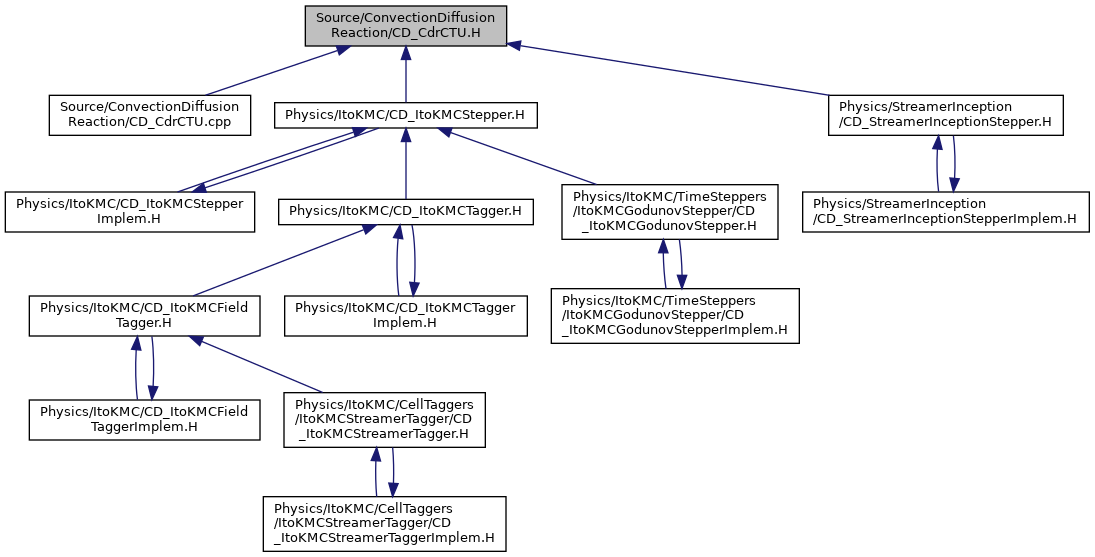 Source/ConvectionDiffusion
Reaction/CD_CdrCTU.H
Source/ConvectionDiffusion
Reaction/CD_CdrCTU.cpp
Physics/ItoKMC/CD_ItoKMCStepper.H
Physics/StreamerInception
/CD_StreamerInceptionStepper.H
Physics/ItoKMC/CD_ItoKMCStepper
Implem.H
Physics/ItoKMC/CD_ItoKMCTagger.H
Physics/ItoKMC/TimeSteppers
/ItoKMCGodunovStepper/CD
_ItoKMCGodunovStepper.H
Physics/StreamerInception
/CD_StreamerInceptionStepperImplem.H
Physics/ItoKMC/CD_ItoKMCField
Tagger.H
Physics/ItoKMC/CD_ItoKMCTagger
Implem.H
Physics/ItoKMC/TimeSteppers
/ItoKMCGodunovStepper/CD
_ItoKMCGodunovStepperImplem.H
Physics/ItoKMC/CD_ItoKMCField
TaggerImplem.H
Physics/ItoKMC/CellTaggers
/ItoKMCStreamerTagger/CD
_ItoKMCStreamerTagger.H
Physics/ItoKMC/CellTaggers
/ItoKMCStreamerTagger/CD
_ItoKMCStreamerTaggerImplem.H